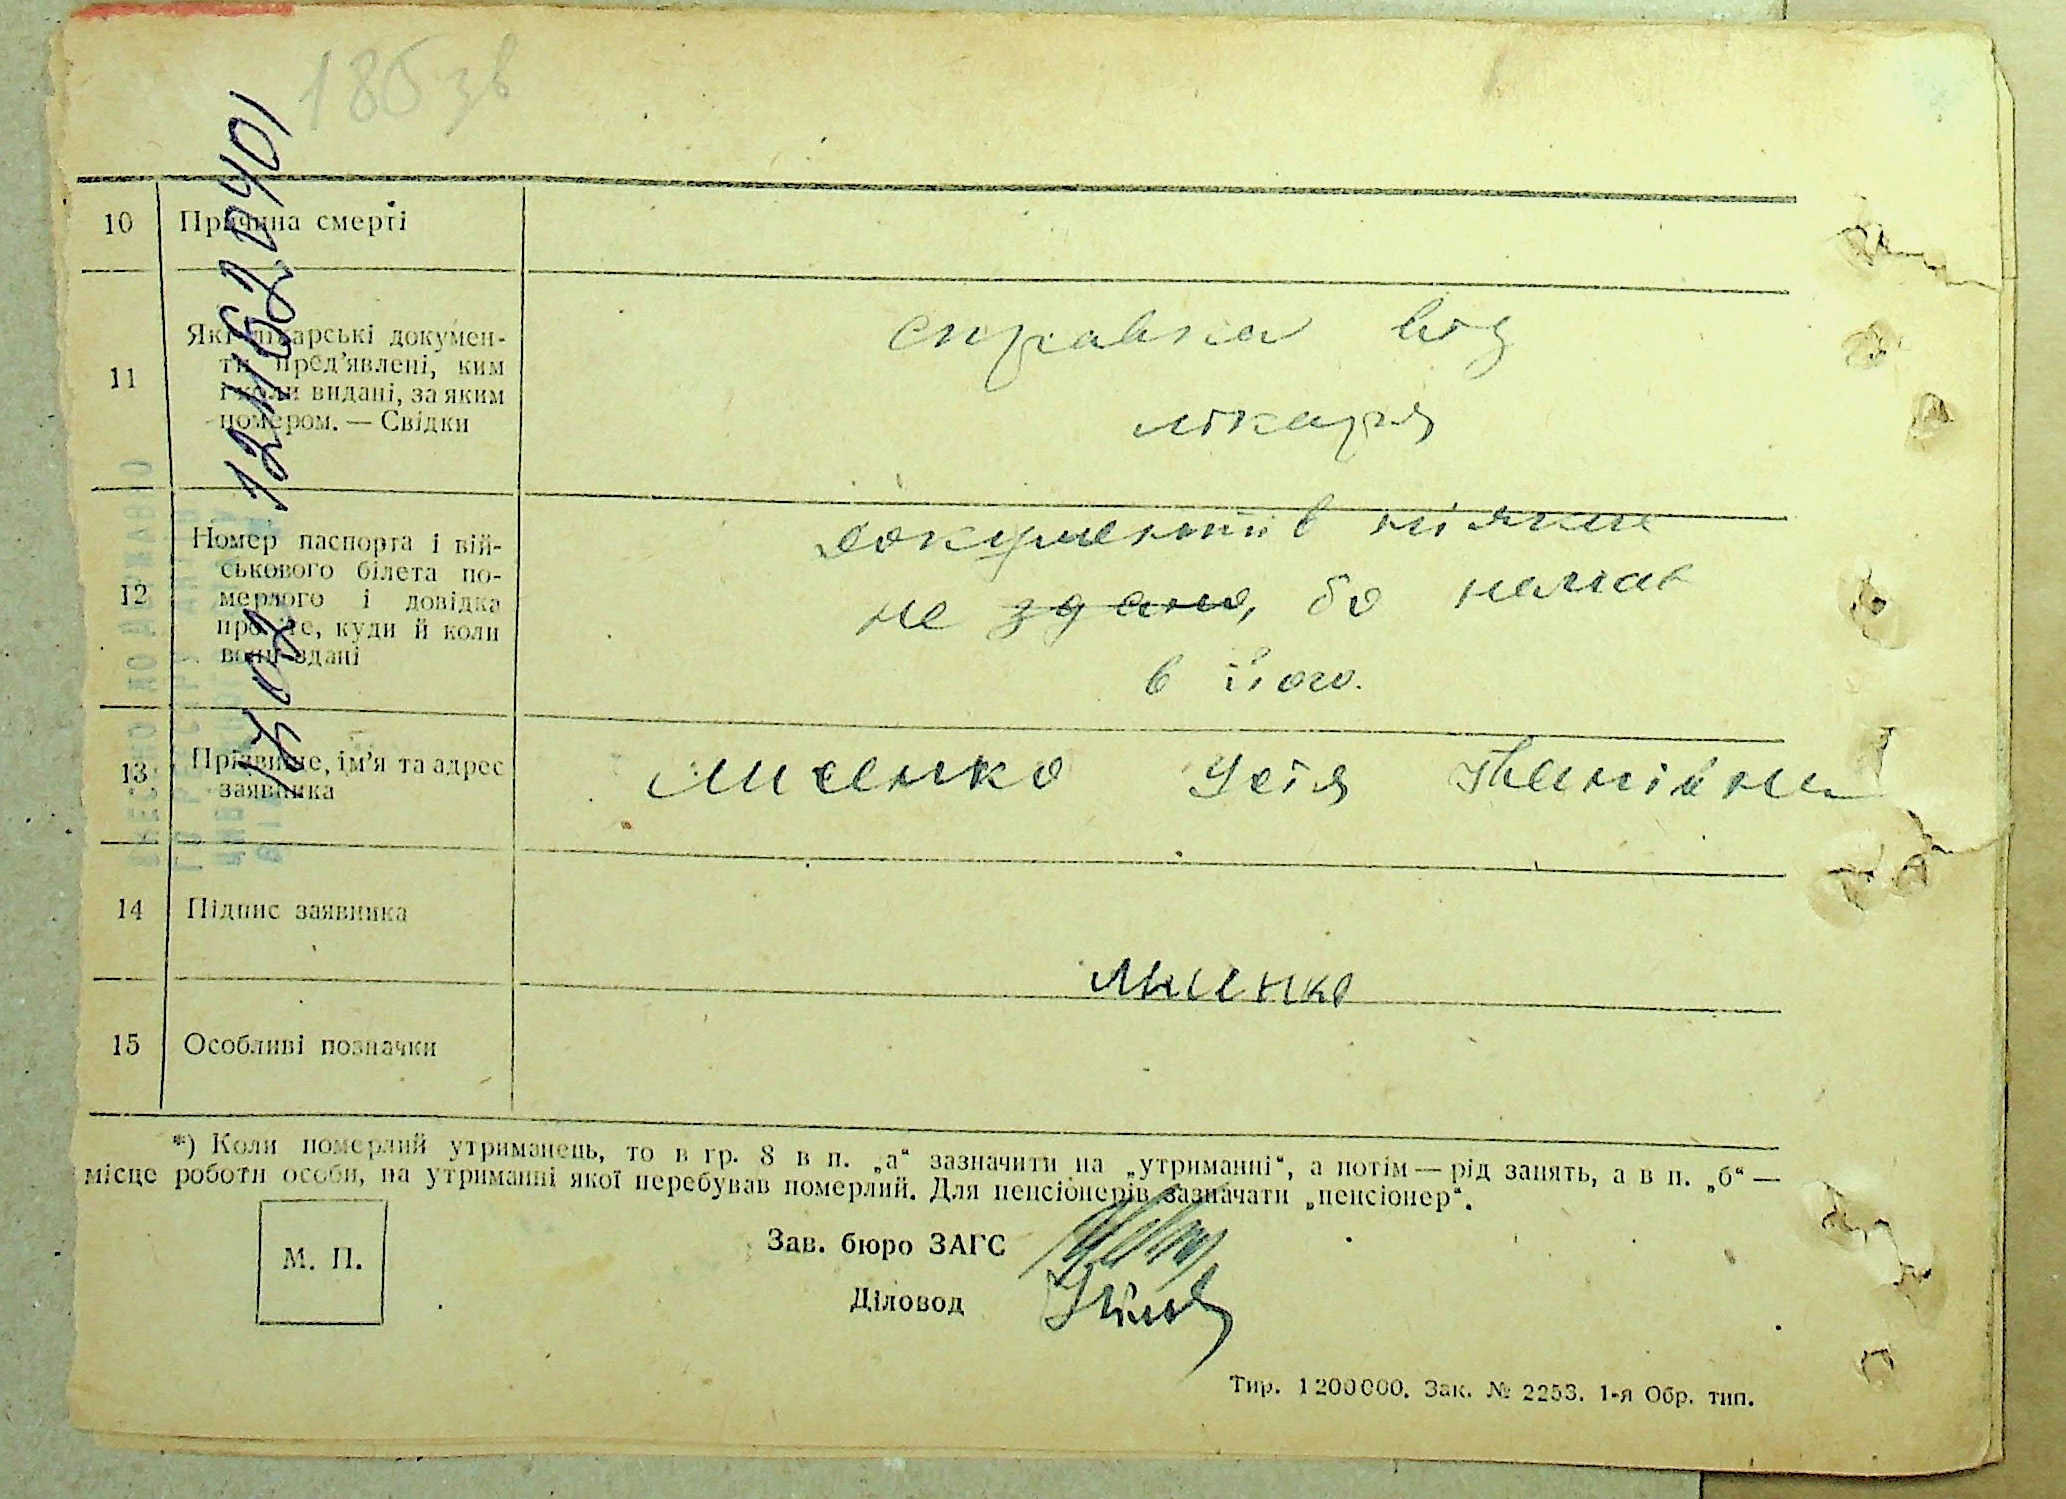 186 зв
10 Причина смерті
11 Які лікарські докумен-
ти пред’явлені, ким
і коли видані, за яким
номером. — Свідки
справка від
лікаря
12 Номер паспорта і вій-
ськового білета по-
мерлого і довідка
про те, куди й коли
вони здані
документів ніяких
не здано, бо немає
в його.
13 Прізвище, ім’я та адрес
заявника
Лисенко Устя Іванівна
14 Підпис заявника
Лисенко
15 Особливі позначки
*) Коли померлий утриманець, то в гр. 8 в п. „а“ зазначити на „утриманні“, а потім — рід занять, а в п. „б“ —
місце роботи особи, на утриманні якої перебував померлий. Для пенсіонерів зазначати „пенсіонер“.
М. П.
Зав. бюро ЗАГС
Діловод
Тир. 1200000. Зак. № 2253. 1-я Обр. тип.